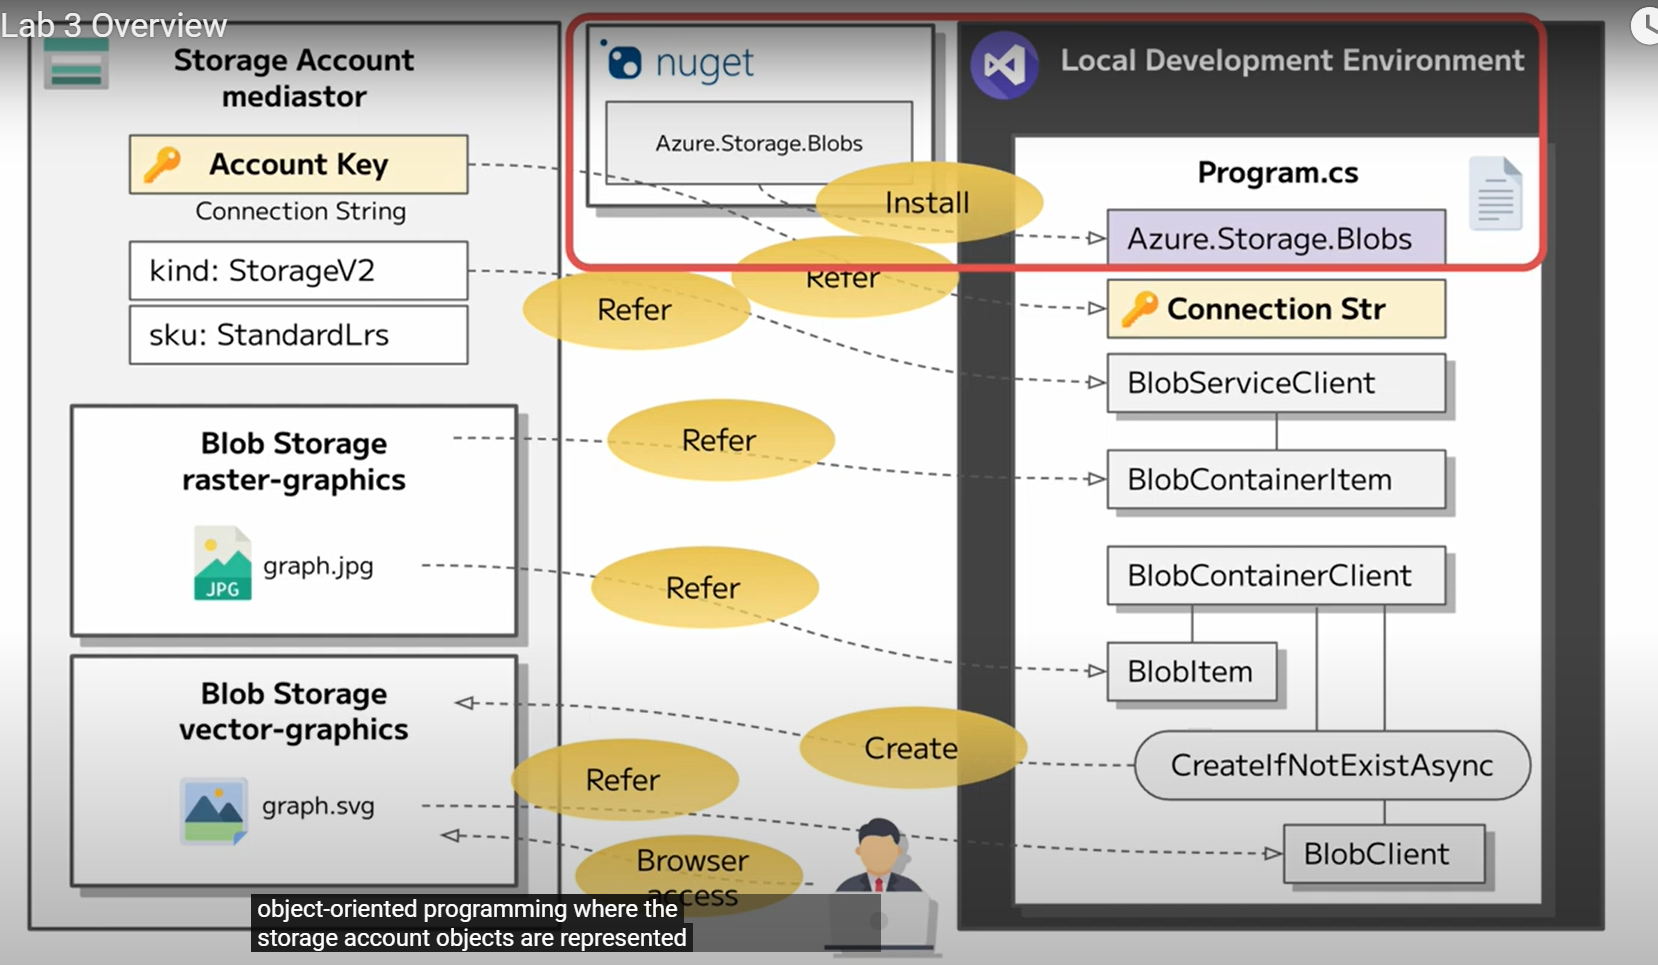 Lab 3 Overview
Storage Account
mediastor
Account Key
Connection String
kind: StorageV2
sku: StandardLrs
Blob Storage
raster-graphics
JPG
graph.jpg
Blob Storage
vector-graphics
graph.svg
nuget
Azure.Storage.Blobs
Install
Refer
Refer
Refer
Refer
Create
Refer
Browser
access
Local Development Environment
Program.cs
Azure.Storage.Blobs
Connection Str
BlobServiceClient
BlobContainerItem
BlobContainerClient
BlobItem
CreateIfNotExistAsync
BlobClient
object-oriented programming where the
storage account objects are represented